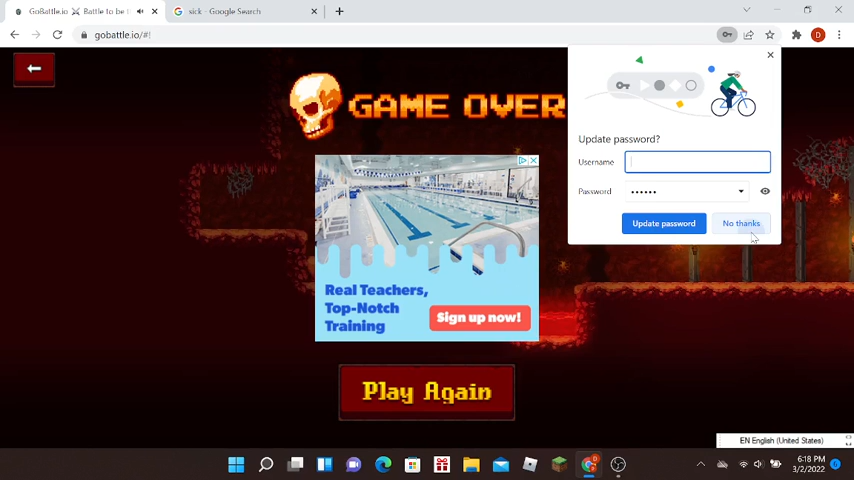 GoBattle.io ⚔ Battle to be t
sick - Google Search
gobattle.io/#!
D
GAME OVER
Update password?
Username
Password ••••••
Update password
No thanks
Real Teachers,
Top-Notch
Training
Sign up now!
Play Again
EN English (United States)
6:18 PM
3/2/2022